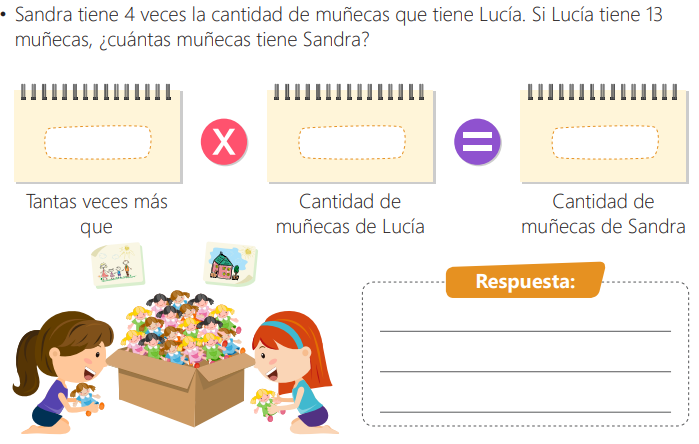 • Sandra tiene 4 veces la cantidad de muñecas que tiene Lucía. Si Lucía tiene 13
muñecas, ¿cuántas muñecas tiene Sandra?
X
=
Tantas veces más
que
Cantidad de
muñecas de Lucía
Cantidad de
muñecas de Sandra
Respuesta: